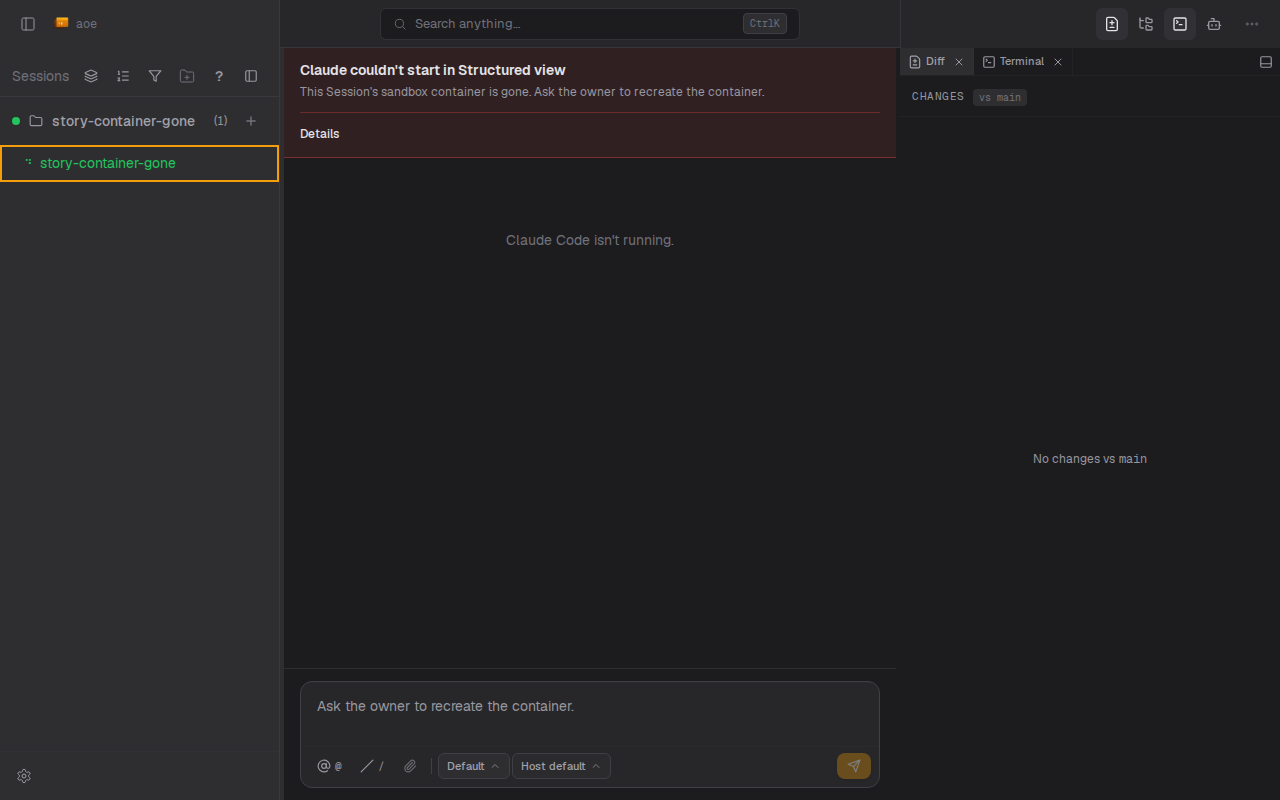 aoe
Search anything...
CtrlK
Sessions
?
Diff
Terminal
story-container-gone (1)
story-container-gone
Claude couldn't start in Structured view
This Session's sandbox container is gone. Ask the owner to recreate the container.
Details
Claude Code isn't running.
CHANGES vs main
No changes vs main
Ask the owner to recreate the container.
@ /
Default
Host default